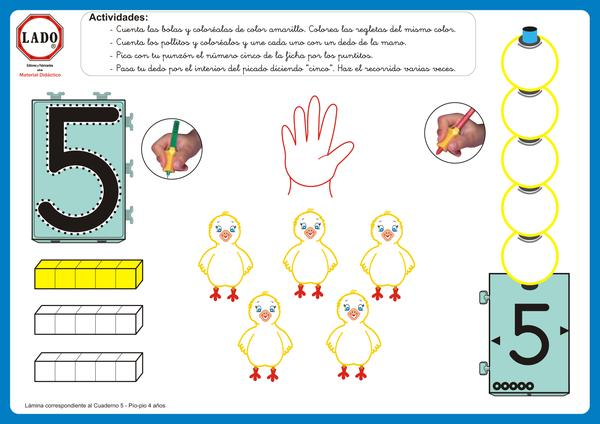 Actividades:
LADO
®
Editores y Fabricantes
Material Didáctico
- Cuenta las bolas y coloréalas de color amarillo. Colorea las regletas del mismo color.
- Cuenta los pollitos y coloréalos y une cada uno con un dedo de la mano.
- Pica con tu punzón el número cinco de la ficha por los puntitos.
- Pasa tu dedo por el interior del picado diciendo "cinco". Haz el recorrido varias veces.
5
5
Lámina correspondiente al Cuaderno 5 - Pío-pío 4 años